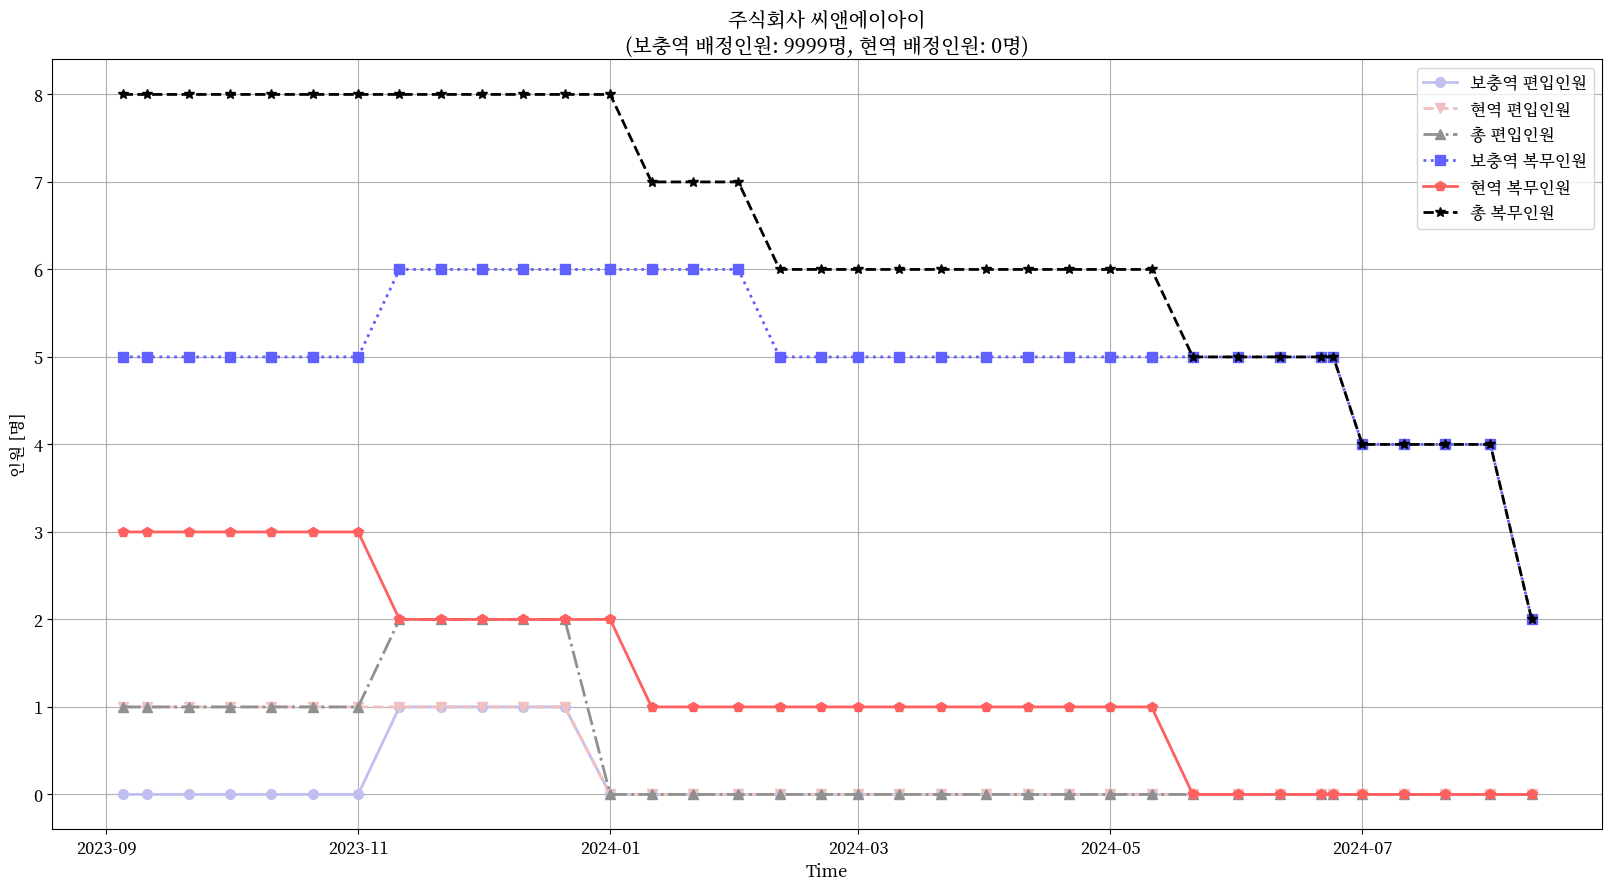 주식회사 씨앤에이아이
(보충역 배정인원: 9999명, 현역 배정인원: 0명)
보충역 편입인원
현역 편입인원
총 편입인원
보충역 복무인원
현역 복무인원
총 복무인원
인원 [명]
8
7
6
5
4
3
2
1
0
2023-09
2023-11
2024-01
2024-03
2024-05
2024-07
Time